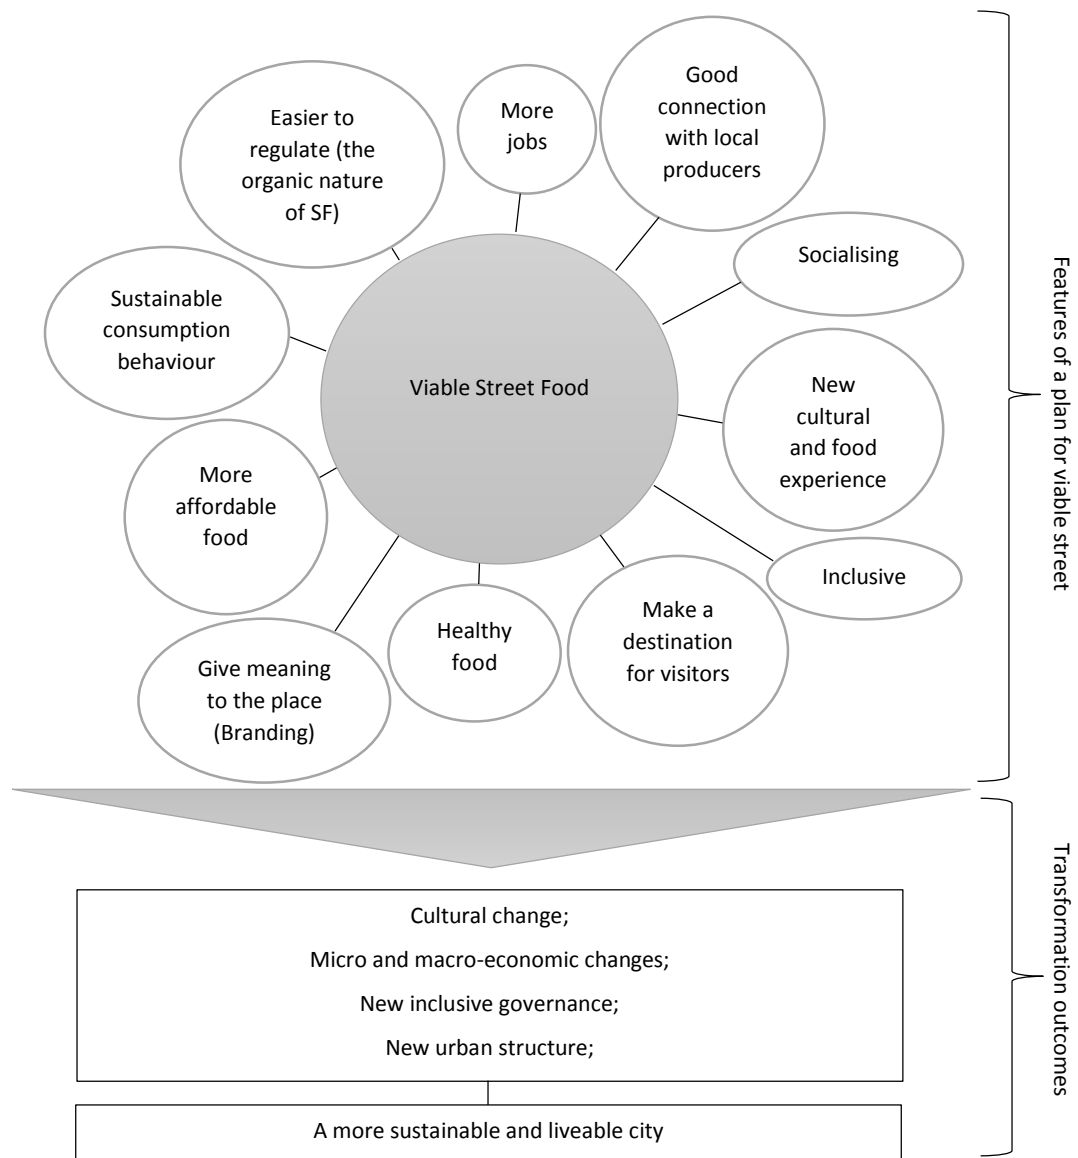 Easier to
regulate (the
organic nature
of SF)
More
jobs
Good
connection
with local
producers
Socialising
Sustainable
consumption
behaviour
Viable Street Food
New
cultural
and food
experience
More
affordable
food
Inclusive
Make a
destination
for visitors
Healthy
food
Give meaning
to the place
(Branding)
Features of a plan for viable street
Cultural change;
Micro and macro-economic changes;
New inclusive governance;
New urban structure;
A more sustainable and liveable city
Transformation outcomes